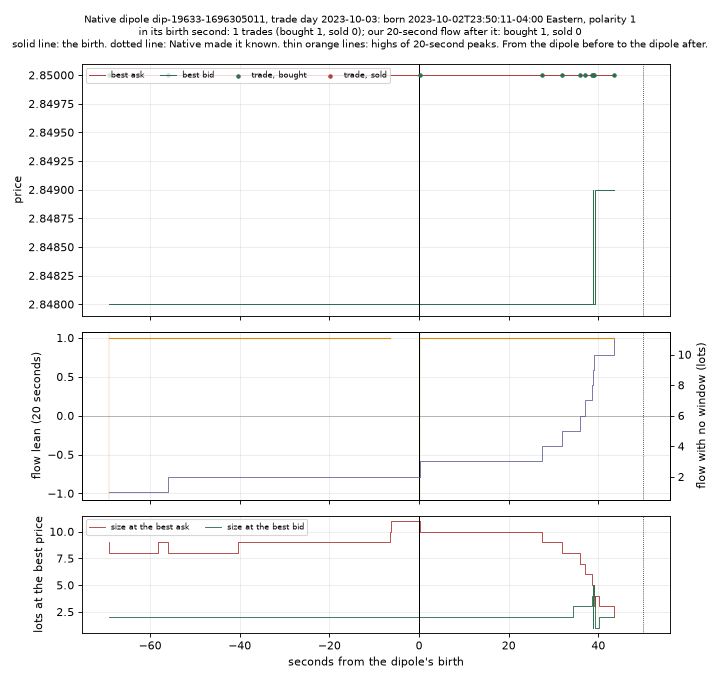 Native dipole dip-19633-1696305011, trade day 2023-10-03: born 2023-10-02T23:50:11-04:00 Eastern, polarity 1
in its birth second: 1 trades (bought 1, sold 0); our 20-second flow after it: bought 1, sold 0
solid line: the birth. dotted line: Native made it known. thin orange lines: highs of 20-second peaks. From the dipole before to the dipole after.
best ask
best bid
trade, bought
trade, sold
2.85000
2.84975
2.84950
2.84925
2.84900
2.84875
2.84850
2.84825
2.84800
price
1.0
0.5
0.0
−0.5
−1.0
flow lean (20 seconds)
10
8
6
4
2
flow with no window (lots)
size at the best ask
size at the best bid
10.0
7.5
5.0
2.5
lots at the best price
−60
−40
−20
0
20
40
seconds from the dipole's birth